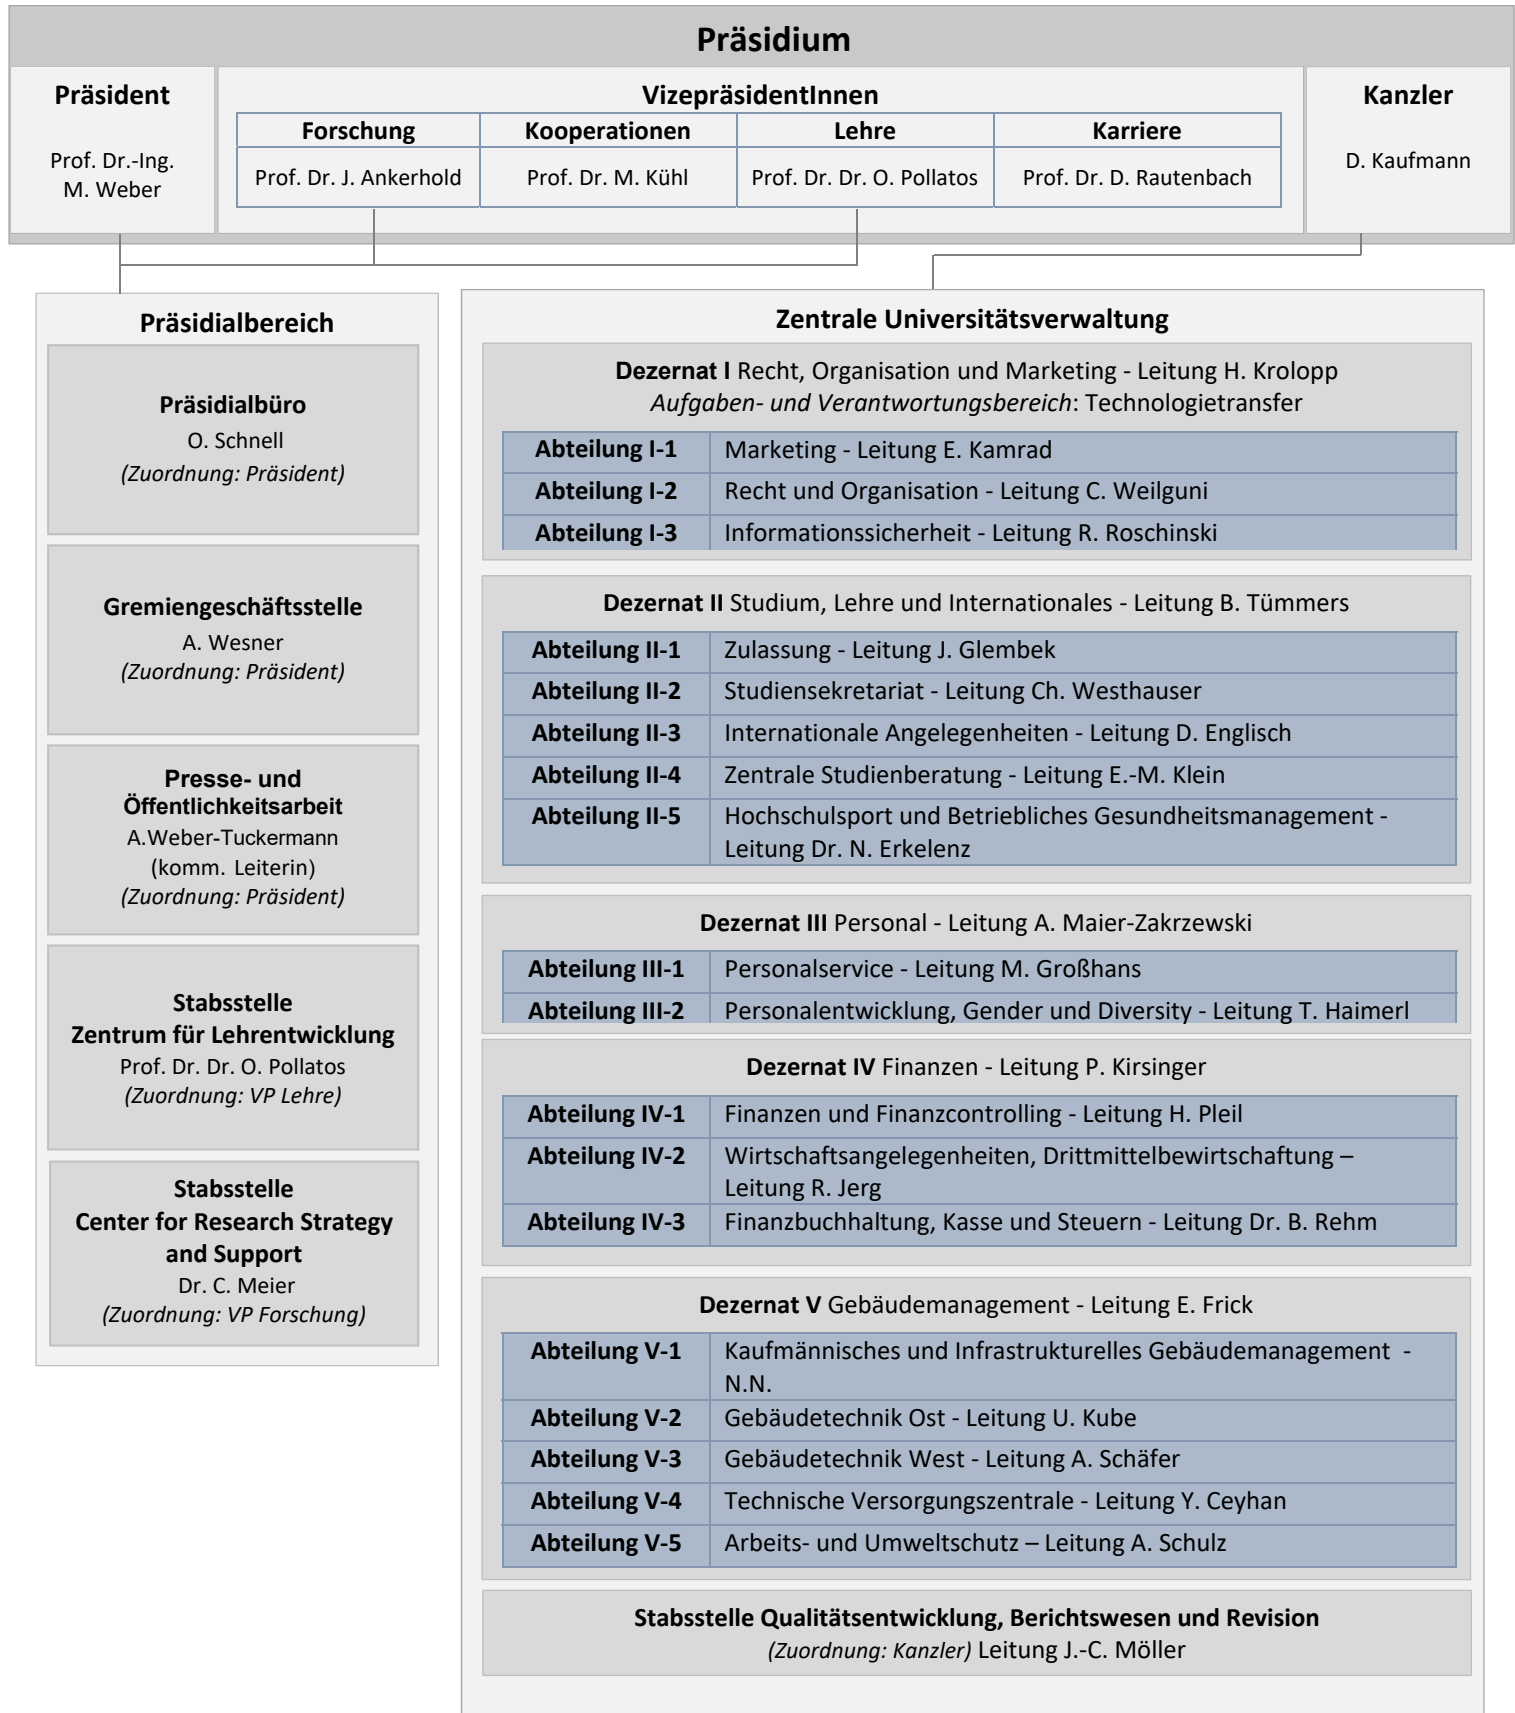 Präsidium
Präsident
Prof. Dr.-Ing.
M. Weber
VizepräsidentInnen
Forschung Kooperationen Lehre Karriere
Prof. Dr. J. Ankerhold Prof. Dr. M. Kühl Prof. Dr. Dr. O. Pollatos Prof. Dr. D. Rautenbach
Kanzler
D. Kaufmann
Präsidialbereich
Präsidialbüro
O. Schnell
(Zuordnung: Präsident)
Gremiengeschäftsstelle
A. Wesner
(Zuordnung: Präsident)
Presse- und
Öffentlichkeitsarbeit
A.Weber-Tuckermann
(komm. Leiterin)
(Zuordnung: Präsident)
Stabsstelle
Zentrum für Lehrentwicklung
Prof. Dr. Dr. O. Pollatos
(Zuordnung: VP Lehre)
Stabsstelle
Center for Research Strategy
and Support
Dr. C. Meier
(Zuordnung: VP Forschung)
Zentrale Universitätsverwaltung
Dezernat I Recht, Organisation und Marketing - Leitung H. Krolopp
Aufgaben- und Verantwortungsbereich: Technologietransfer
Abteilung I-1 Marketing - Leitung E. Kamrad
Abteilung I-2 Recht und Organisation - Leitung C. Weilguni
Abteilung I-3 Informationssicherheit - Leitung R. Roschinski
Dezernat II Studium, Lehre und Internationales - Leitung B. Tümmers
Abteilung II-1 Zulassung - Leitung J. Glembek
Abteilung II-2 Studiensekretariat - Leitung Ch. Westhauser
Abteilung II-3 Internationale Angelegenheiten - Leitung D. Englisch
Abteilung II-4 Zentrale Studienberatung - Leitung E.-M. Klein
Abteilung II-5 Hochschulsport und Betriebliches Gesundheitsmanagement -
Leitung Dr. N. Erkelenz
Dezernat III Personal - Leitung A. Maier-Zakrzewski
Abteilung III-1 Personalservice - Leitung M. Großhans
Abteilung III-2 Personalentwicklung, Gender und Diversity - Leitung T. Haimerl
Dezernat IV Finanzen - Leitung P. Kirsinger
Abteilung IV-1 Finanzen und Finanzcontrolling - Leitung H. Pleil
Abteilung IV-2 Wirtschaftsangelegenheiten, Drittmittelbewirtschaftung –
Leitung R. Jerg
Abteilung IV-3 Finanzbuchhaltung, Kasse und Steuern - Leitung Dr. B. Rehm
Dezernat V Gebäudemanagement - Leitung E. Frick
Abteilung V-1 Kaufmännisches und Infrastrukturelles Gebäudemanagement -
N.N.
Abteilung V-2 Gebäudetechnik Ost - Leitung U. Kube
Abteilung V-3 Gebäudetechnik West - Leitung A. Schäfer
Abteilung V-4 Technische Versorgungszentrale - Leitung Y. Ceyhan
Abteilung V-5 Arbeits- und Umweltschutz – Leitung A. Schulz
Stabsstelle Qualitätsentwicklung, Berichtswesen und Revision
(Zuordnung: Kanzler) Leitung J.-C. Möller